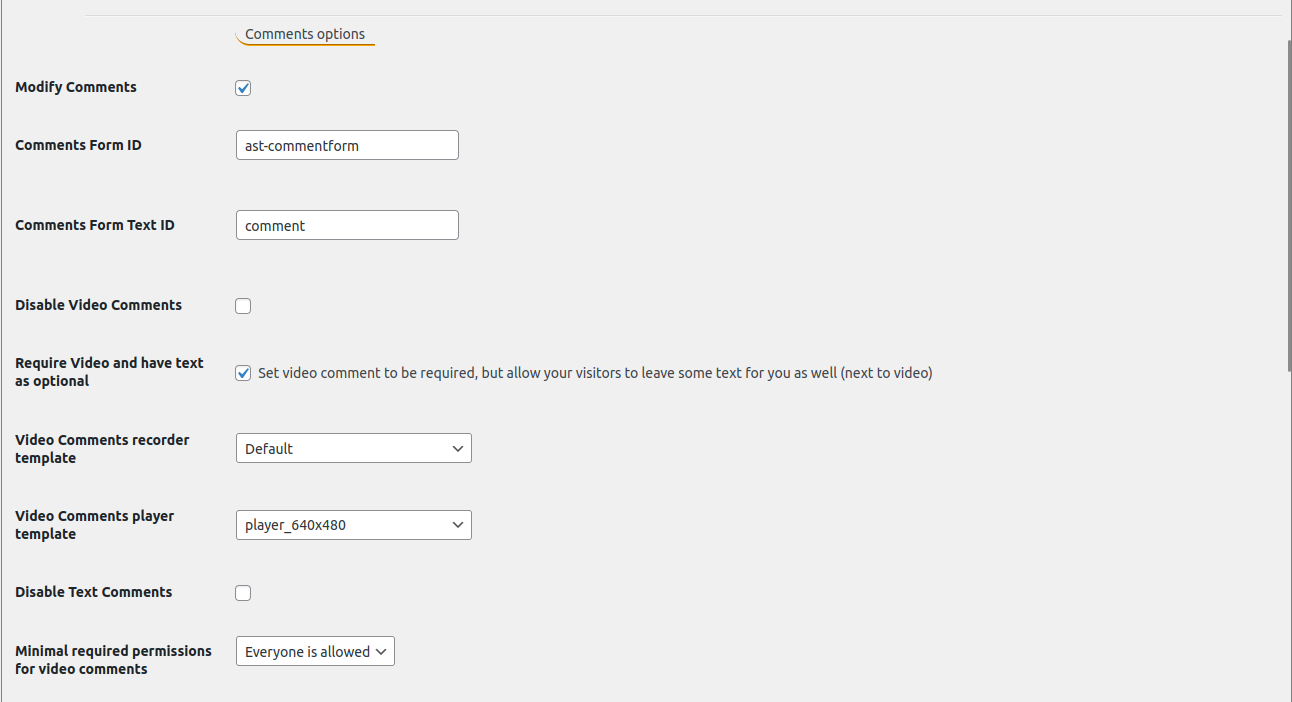 Comments options
Modify Comments
Comments Form ID
ast-commentform
Comments Form Text ID
comment
Disable Video Comments
Require Video and have text
as optional
Set video comment to be required, but allow your visitors to leave some text for you as well (next to video)
Video Comments recorder
template
Default
Video Comments player
template
player_640x480
Disable Text Comments
Minimal required permissions
for video comments
Everyone is allowed